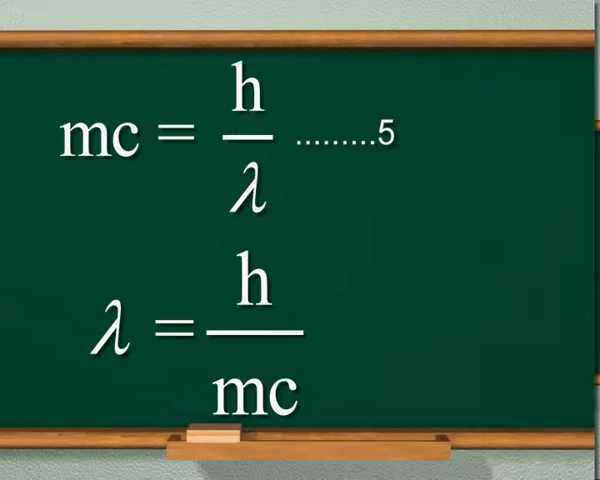 mc = h/λ .........5
λ = h/mc